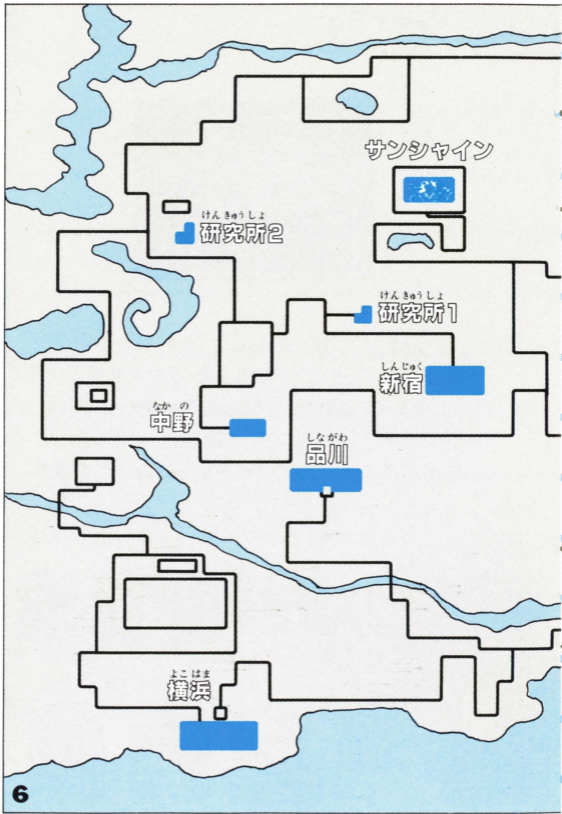 サンシャイン
けんきゅうしょ
研究所2
けんきゅうしょ
研究所1
しんじゅく
新宿
なかの
中野
しながわ
品川
よこはま
横浜
6